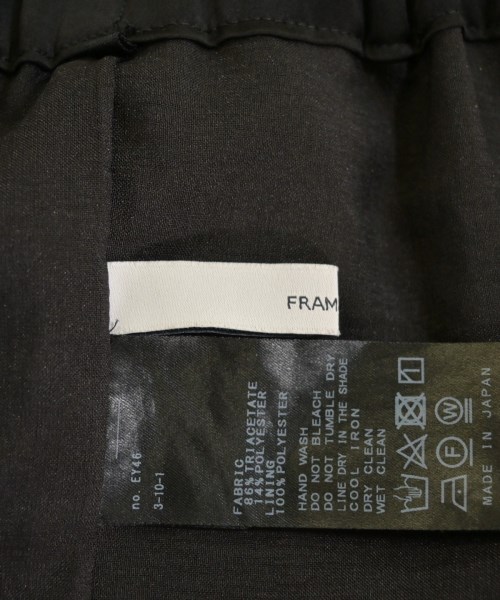 FRAM
no. EY46
3-10-1
FABRIC
86% TRIACETATE
14% POLYESTER
LINING
100% POLYESTER
HAND WASH
DO NOT BLEACH
DO NOT TUMBLE DRY
LINE DRY IN THE SHADE
COOL IRON
DRY CLEAN
WET CLEAN
F
W
MADE IN JAPAN